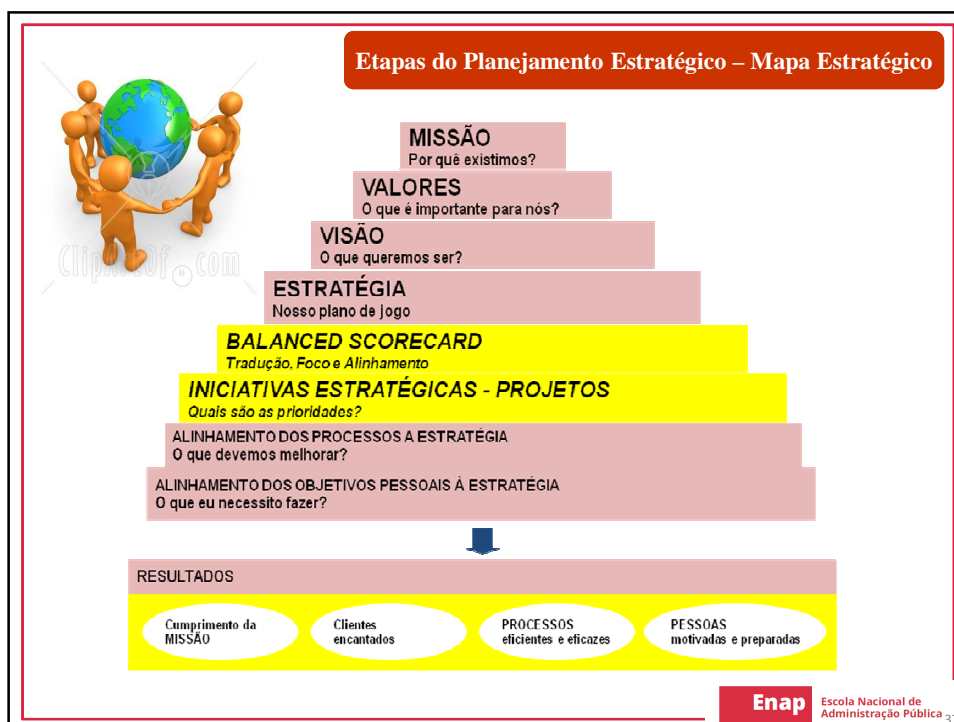 Etapas do Planejamento Estratégico – Mapa Estratégico
ClipArtOf.com
MISSÃO
Por quê existimos?
VALORES
O que é importante para nós?
VISÃO
O que queremos ser?
ESTRATÉGIA
Nosso plano de jogo
BALANCED SCORECARD
Tradução, Foco e Alinhamento
INICIATIVAS ESTRATÉGICAS - PROJETOS
Quais são as prioridades?
ALINHAMENTO DOS PROCESSOS A ESTRATÉGIA
O que devemos melhorar?
ALINHAMENTO DOS OBJETIVOS PESSOAIS À ESTRATÉGIA
O que eu necessito fazer?
RESULTADOS
Cumprimento da
MISSÃO
Clientes
encantados
PROCESSOS
eficientes e eficazes
PESSOAS
motivadas e preparadas
Enap
Escola Nacional de
Administração Pública